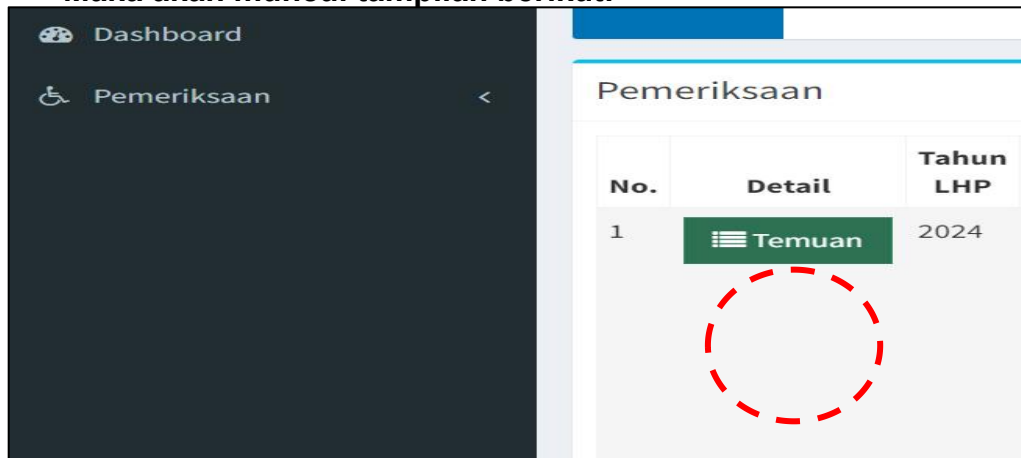 Dashboard
Pemeriksaan <
Pemeriksaan
No. Detail Tahun LHP
1 Temuan 2024